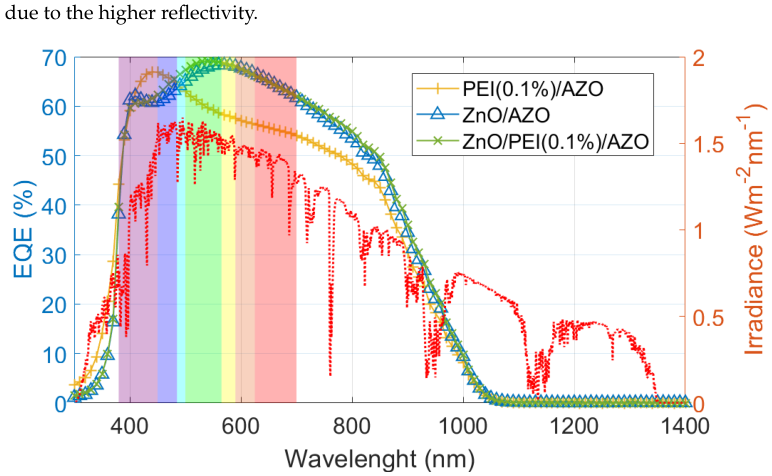 due to the higher reflectivity.
70
60
50
40
30
20
10
0
EQE (%)
2
1.5
1
0.5
0
Irradiance (Wm⁻²nm⁻¹)
PEI(0.1%)/AZO
ZnO/AZO
ZnO/PEI(0.1%)/AZO
400 600 800 1000 1200 1400
Wavelenght (nm)